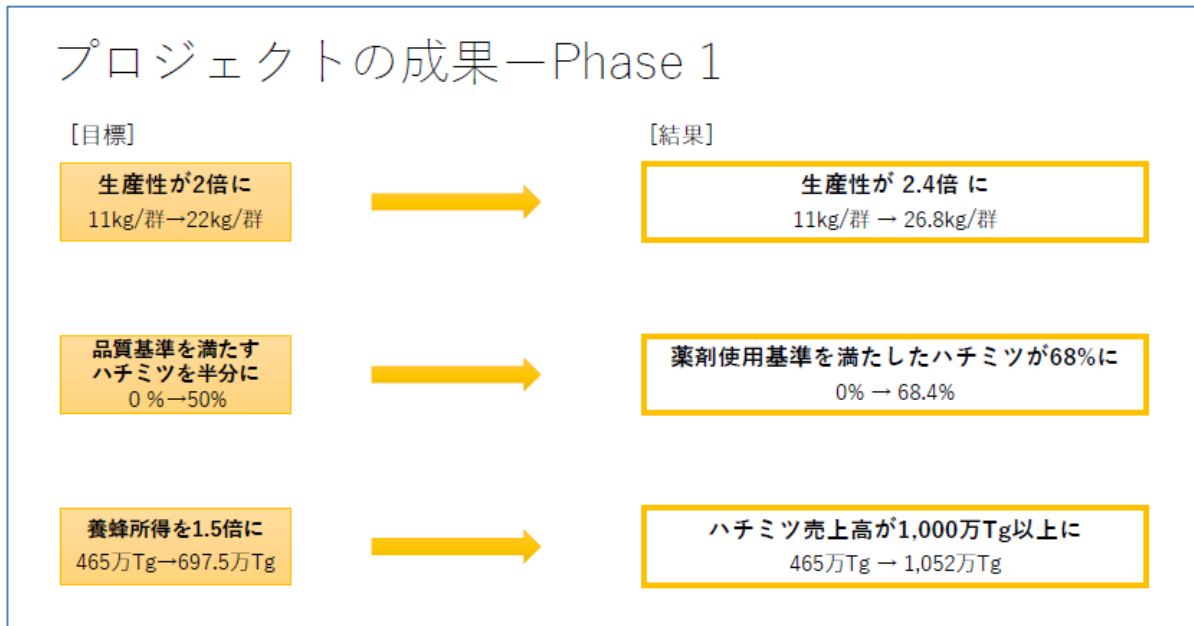 プロジェクトの成果－Phase 1
[目標]
[結果]
生産性が2倍に
11kg/群→22kg/群
生産性が 2.4倍 に
11kg/群 → 26.8kg/群
品質基準を満たす
ハチミツを半分に
0 %→50%
薬剤使用基準を満たしたハチミツが68%に
0% → 68.4%
養蜂所得を1.5倍に
465万Tg→697.5万Tg
ハチミツ売上高が1,000万Tg以上に
465万Tg → 1,052万Tg